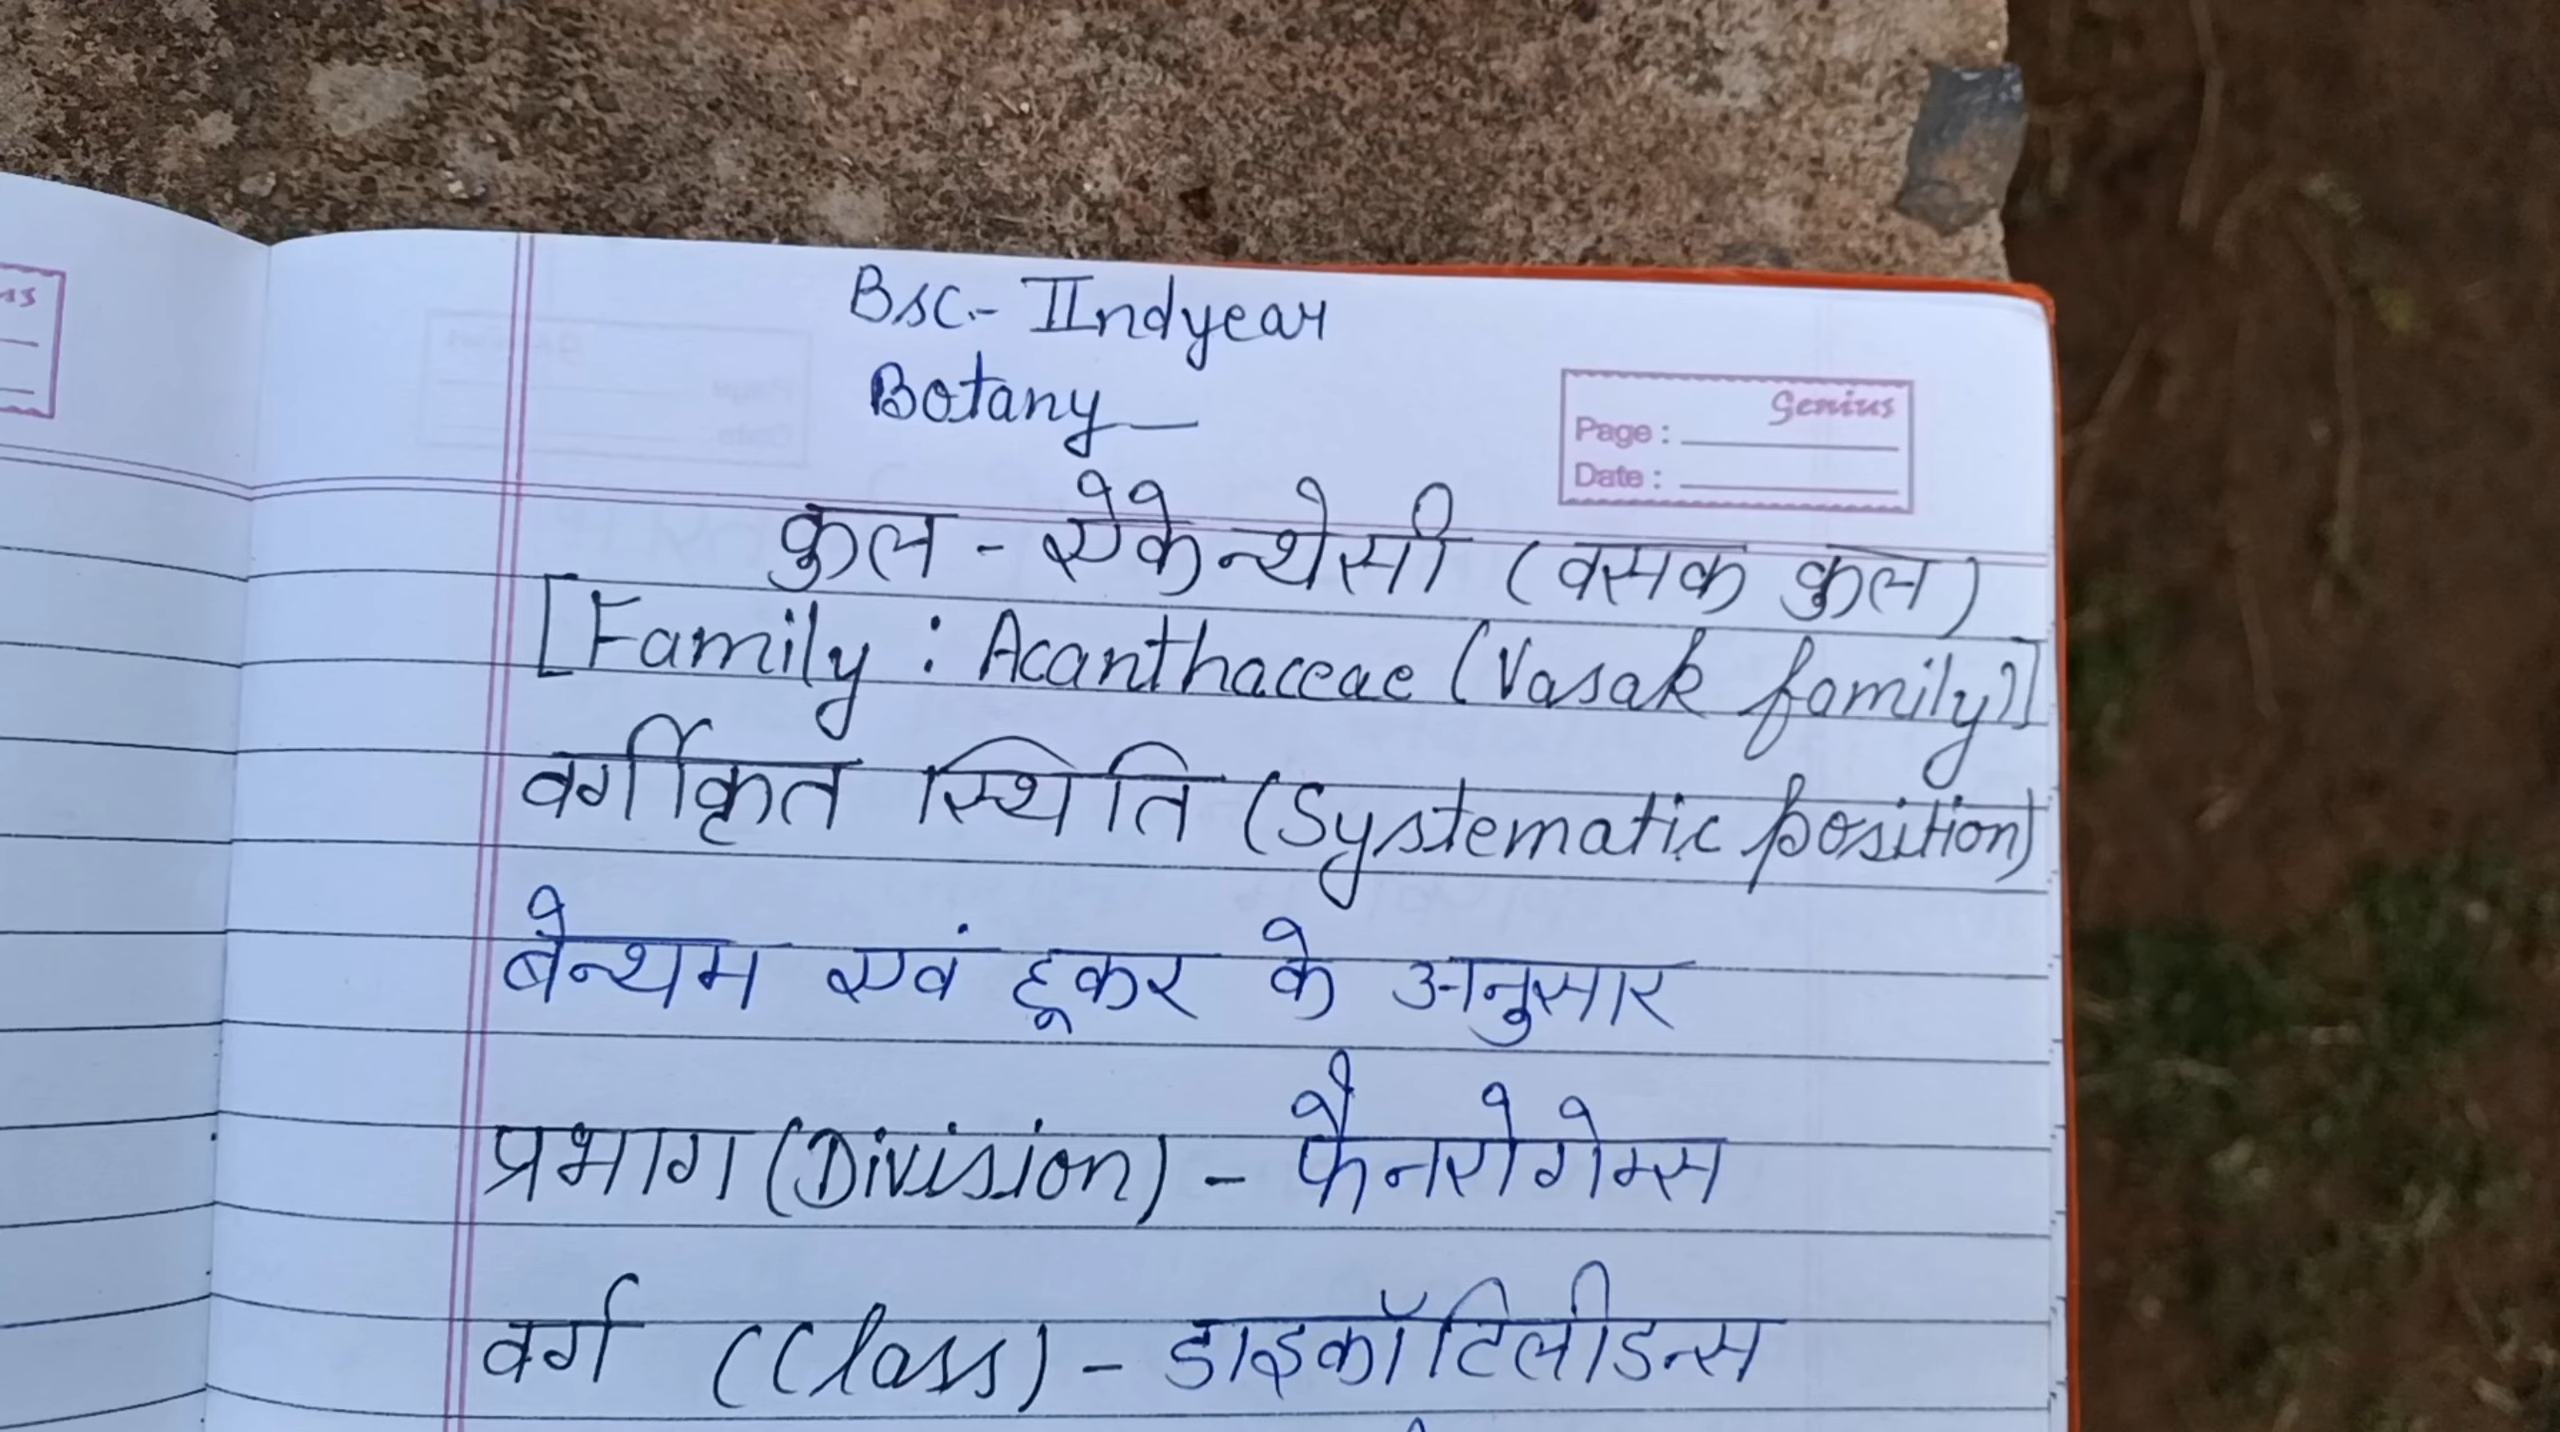 Bsc.- IInd year
Botany
Genius
Page :
Date :
कुल - ऐकेन्थेसी (वसक कुल)
[Family : Acanthaceae (Vasak family)]
वर्गीकृत स्थिति (Systematic position)
बेन्थम एवं हूकर के अनुसार
प्रभाग (Division) - फैनरोगेम्स
वर्ग (Class) - डाइकॉटिलीडन्स